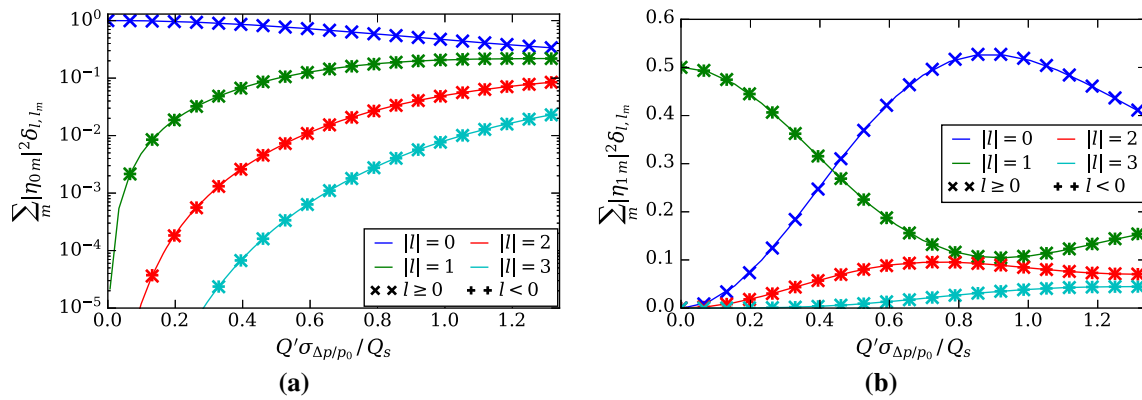 10⁰
10⁻¹
10⁻²
10⁻³
10⁻⁴
10⁻⁵
∑ₘ|η₀ ₘ|²δ_{l, lₘ}
|l|=0 |l|=2
|l|=1 |l|=3
l≥0 l<0
0.0 0.2 0.4 0.6 0.8 1.0 1.2
Q′σ_{Δp/p₀}/Qₛ
(a)
0.6
0.5
0.4
0.3
0.2
0.1
0.0
∑ₘ|η₁ ₘ|²δ_{l, lₘ}
|l|=0 |l|=2
|l|=1 |l|=3
l≥0 l<0
0.0 0.2 0.4 0.6 0.8 1.0 1.2
Q′σ_{Δp/p₀}/Qₛ
(b)